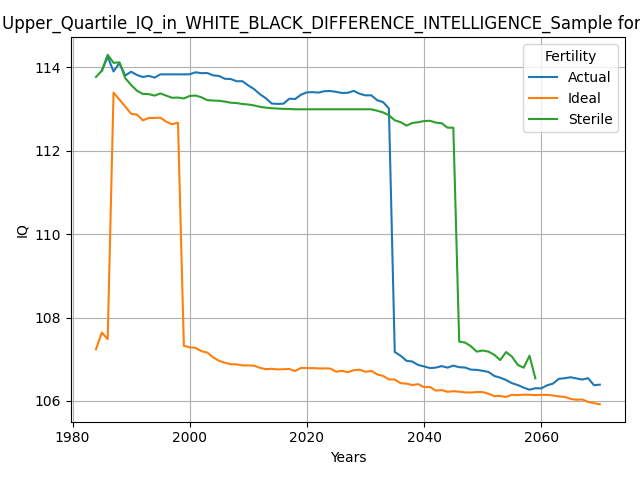 Upper_Quartile_IQ_in_WHITE_BLACK_DIFFERENCE_INTELLIGENCE_Sample for
Fertility
Actual
Ideal
Sterile
IQ
114
112
110
108
106
1980
2000
2020
2040
2060
Years